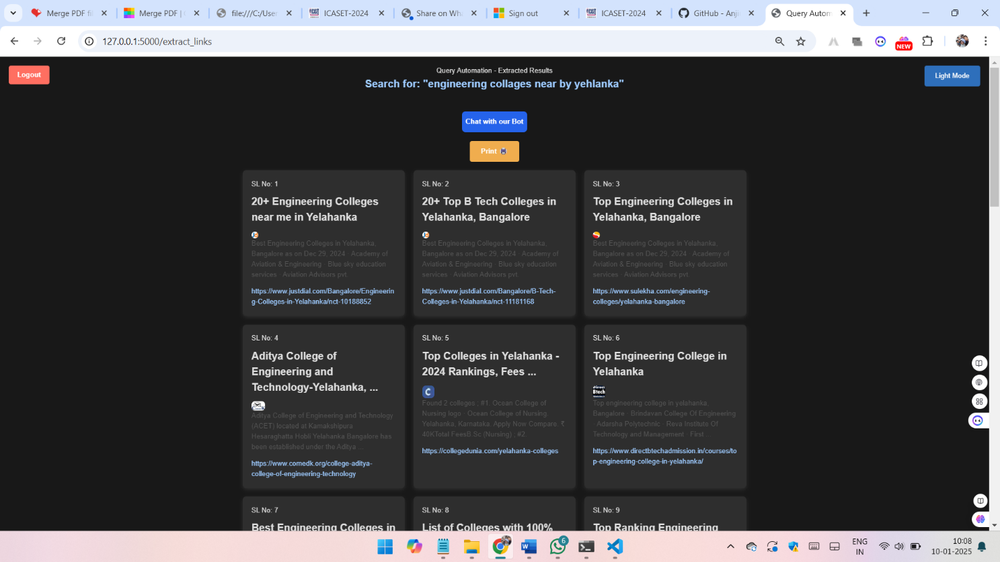 Merge PDF fi
Merge PDF | 
file:///C:/User
ICASET-2024
Share on Wha
Sign out
ICASET-2024
GitHub - Anji
Query Autom
127.0.0.1:5000/extract_links
NEW
Logout
Query Automation - Extracted Results
Search for: "engineering collages near by yehlanka"
Light Mode
Chat with our Bot
Print
SL No: 1
20+ Engineering Colleges
near me in Yelahanka
Best Engineering Colleges in Yelahanka,
Bangalore as on Dec 29, 2024 · Academy of
Aviation & Engineering · Blue sky education
services · Aviation Advisors pvt.
https://www.justdial.com/Bangalore/Engineerin
g-Colleges-in-Yelahanka/nct-10188852
SL No: 2
20+ Top B Tech Colleges in
Yelahanka, Bangalore
Best Engineering Colleges in Yelahanka,
Bangalore as on Dec 29, 2024 · Academy of
Aviation & Engineering · Blue sky education
services · Aviation Advisors pvt.
https://www.justdial.com/Bangalore/B-Tech-
Colleges-in-Yelahanka/nct-11181168
SL No: 3
Top Engineering Colleges in
Yelahanka, Bangalore
Best Engineering Colleges in Yelahanka,
Bangalore as on Dec 29, 2024 · Academy of
Aviation & Engineering · Blue sky education
services · Aviation Advisors pvt.
https://www.sulekha.com/engineering-
colleges/yelahanka-bangalore
SL No: 4
Aditya College of
Engineering and
Technology-Yelahanka, ...
Aditya College of Engineering and Technology
(ACET) located at Kamakshipura
Hesaraghatta Hobli Yelahanka Bangalore has
been established under the Aditya ...
https://www.comedk.org/college-aditya-
college-of-engineering-technology
SL No: 5
Top Colleges in Yelahanka -
2024 Rankings, Fees ...
C
Found 2 colleges ; #1. Ocean College of
Nursing logo · Ocean College of Nursing.
Yelahanka, Karnataka. Apply Now Compare. ₹
40KTotal FeesB.Sc (Nursing) ; #2.
https://collegedunia.com/yelahanka-colleges
SL No: 6
Top Engineering College in
Yelahanka
Direct
Btech
Top engineering college in yelahanka,
Bangalore · Brindavan College Of Engineering
· Adarsha Polytechnic · Reva Institute Of
Technology and Management · First ...
https://www.directbtechadmission.in/courses/to
p-engineering-college-in-yelahanka/
SL No: 7
Best Engineering Colleges in
SL No: 8
List of Colleges with 100%
SL No: 9
Top Ranking Engineering
6
ENG
IN
10:08
10-01-2025